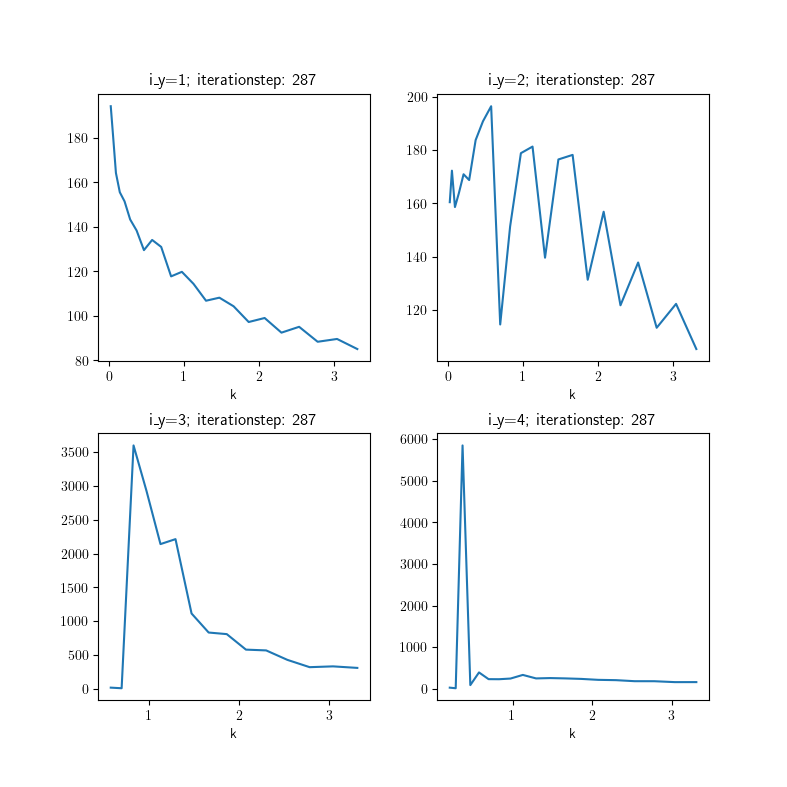 i_y=1; iterationstep: 287
180
160
140
120
100
80
0 1 2 3
k
i_y=2; iterationstep: 287
200
180
160
140
120
0 1 2 3
k
i_y=3; iterationstep: 287
3500
3000
2500
2000
1500
1000
500
0
1 2 3
k
i_y=4; iterationstep: 287
6000
5000
4000
3000
2000
1000
0
1 2 3
k